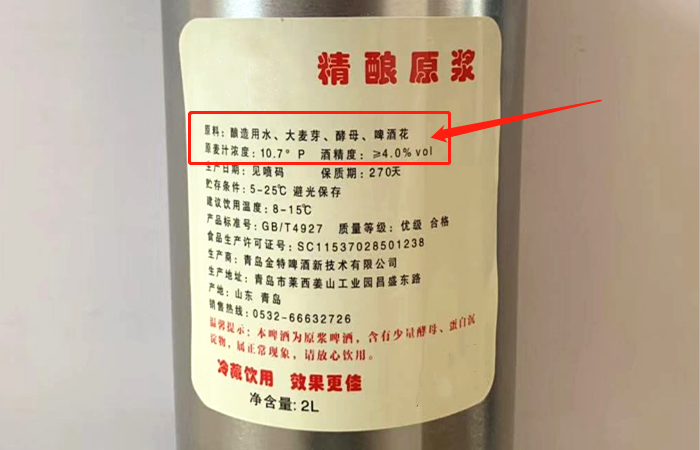 精酿原浆
原料：酿造用水、大麦芽、酵母、啤酒花
原麦汁浓度：10.7°P 酒精度：≥4.0%vol
生产日期：见喷码 保质期：270天
贮存条件：5-25℃ 避光保存
建议饮用温度：8-15℃
产品标准号：GB/T4927 质量等级：优级 合格
食品生产许可证号：SC11537028501238
生产商：青岛金特啤酒新技术有限公司
生产地址：青岛市莱西姜山工业园昌盛东路
产地：山东 青岛
销售热线：0532-66632726
温馨提示：本啤酒为原浆啤酒，含有少量酵母、蛋白沉
淀物，属正常现象，请放心饮用。
冷藏饮用 效果更佳
净含量：2L